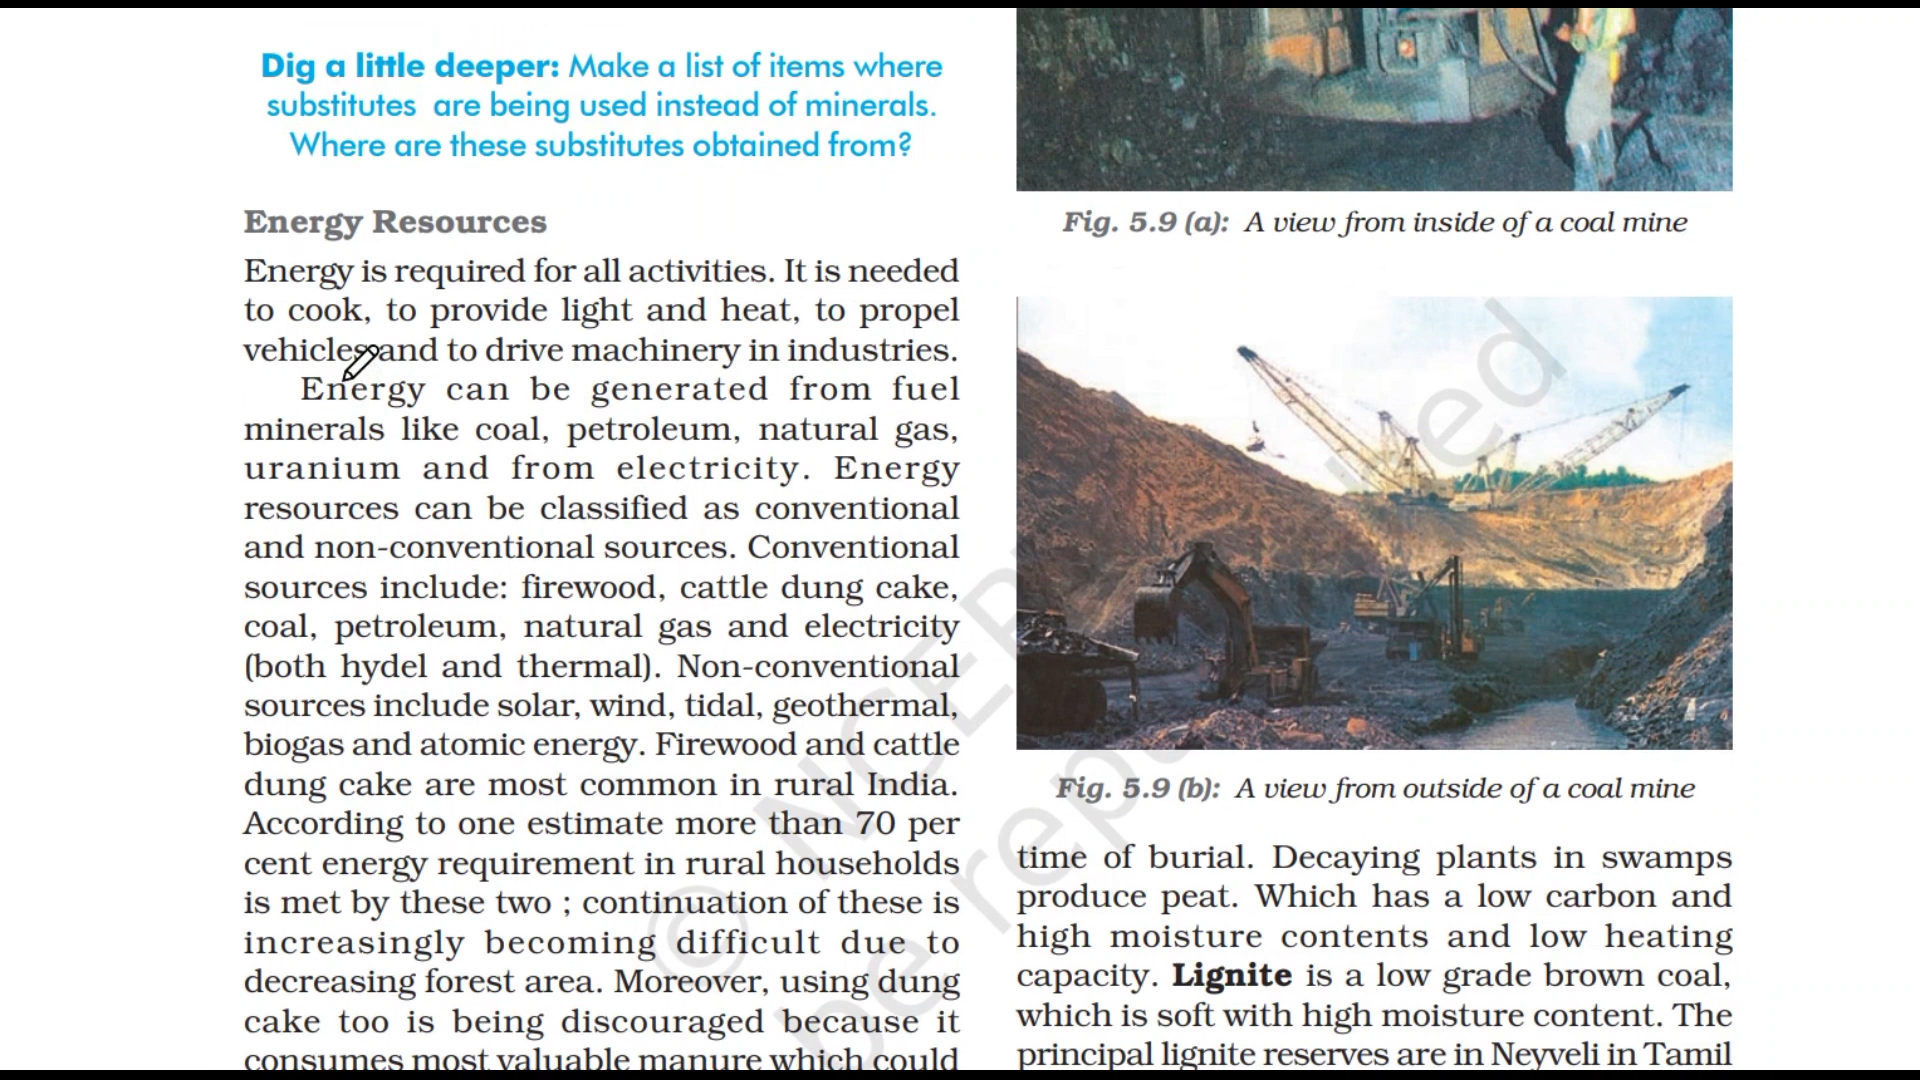 Dig a little deeper: Make a list of items where
substitutes are being used instead of minerals.
Where are these substitutes obtained from?
Energy Resources
Energy is required for all activities. It is needed
to cook, to provide light and heat, to propel
vehicles and to drive machinery in industries.
Energy can be generated from fuel
minerals like coal, petroleum, natural gas,
uranium and from electricity. Energy
resources can be classified as conventional
and non-conventional sources. Conventional
sources include: firewood, cattle dung cake,
coal, petroleum, natural gas and electricity
(both hydel and thermal). Non-conventional
sources include solar, wind, tidal, geothermal,
biogas and atomic energy. Firewood and cattle
dung cake are most common in rural India.
According to one estimate more than 70 per
cent energy requirement in rural households
is met by these two ; continuation of these is
increasingly becoming difficult due to
decreasing forest area. Moreover, using dung
cake too is being discouraged because it
consumes most valuable manure which could
Fig. 5.9 (a): A view from inside of a coal mine
Fig. 5.9 (b): A view from outside of a coal mine
time of burial. Decaying plants in swamps
produce peat. Which has a low carbon and
high moisture contents and low heating
capacity. Lignite is a low grade brown coal,
which is soft with high moisture content. The
principal lignite reserves are in Neyveli in Tamil